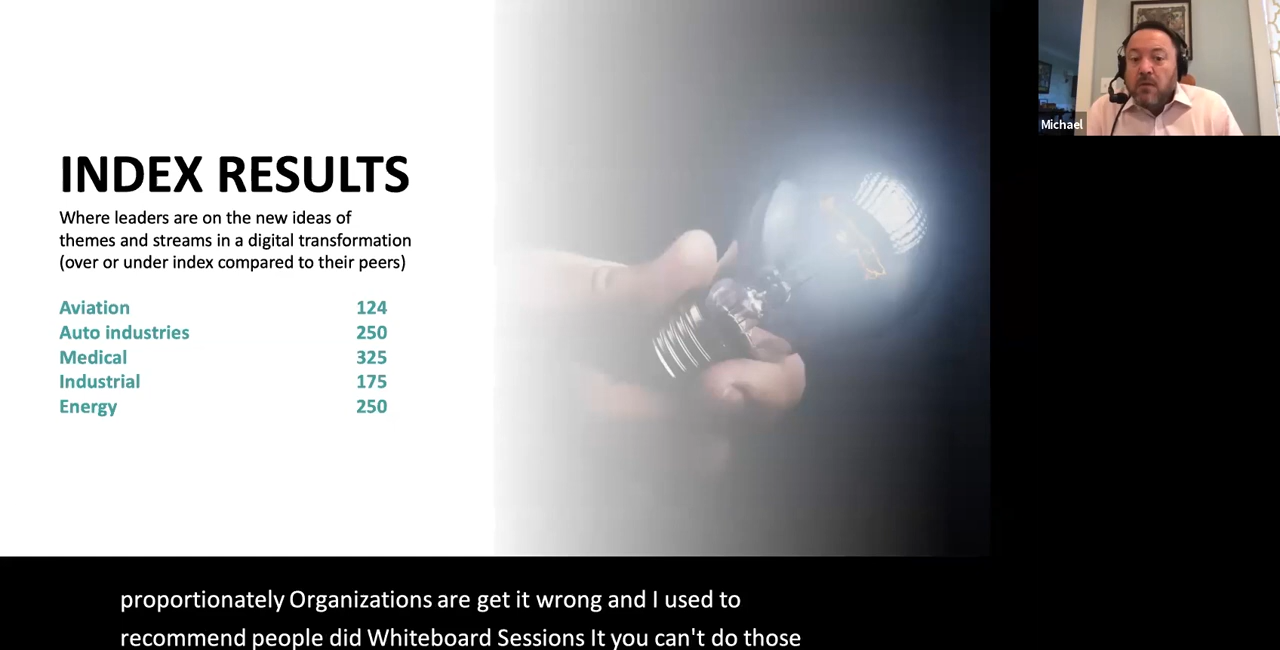 INDEX RESULTS
Where leaders are on the new ideas of
themes and streams in a digital transformation
(over or under index compared to their peers)
Aviation 124
Auto industries 250
Medical 325
Industrial 175
Energy 250
Michael
proportionately Organizations are get it wrong and I used to
recommend people did Whiteboard Sessions It you can't do those